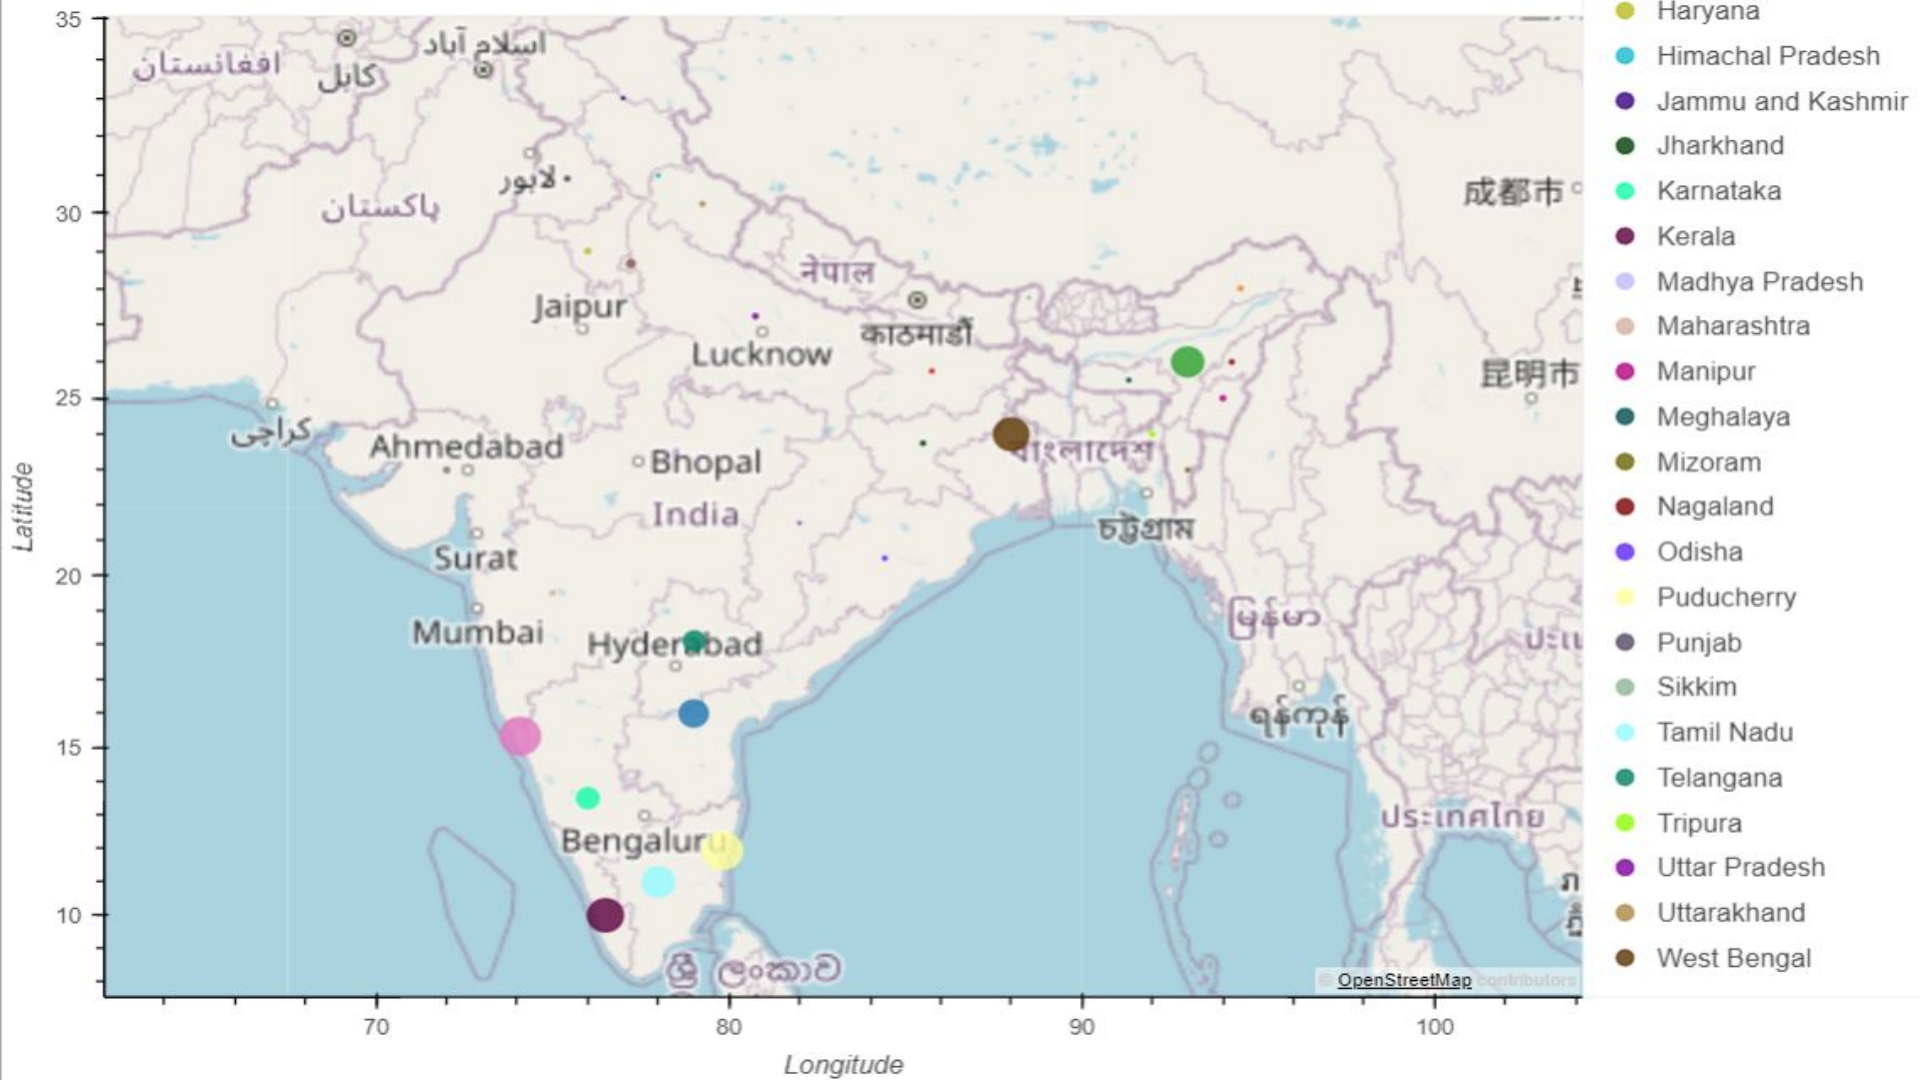 35
30
25
20
15
10
Latitude
70
80
90
100
Longitude
افغانستان
كابل
اسلام آباد
لاہور
پاکستان
成都市
नेपाल
Jaipur
Lucknow
काठमाडौं
昆明市
کراچی
Ahmedabad
Bhopal
বাংলাদেশ
India
চট্টগ্রাম
Surat
Mumbai
Hyderabad
မြန်မာ
ရန်ကုန်
Bengaluru
ประเทศไทย
ශ්‍රී ලංකාව
© OpenStreetMap contributors
Haryana
Himachal Pradesh
Jammu and Kashmir
Jharkhand
Karnataka
Kerala
Madhya Pradesh
Maharashtra
Manipur
Meghalaya
Mizoram
Nagaland
Odisha
Puducherry
Punjab
Sikkim
Tamil Nadu
Telangana
Tripura
Uttar Pradesh
Uttarakhand
West Bengal